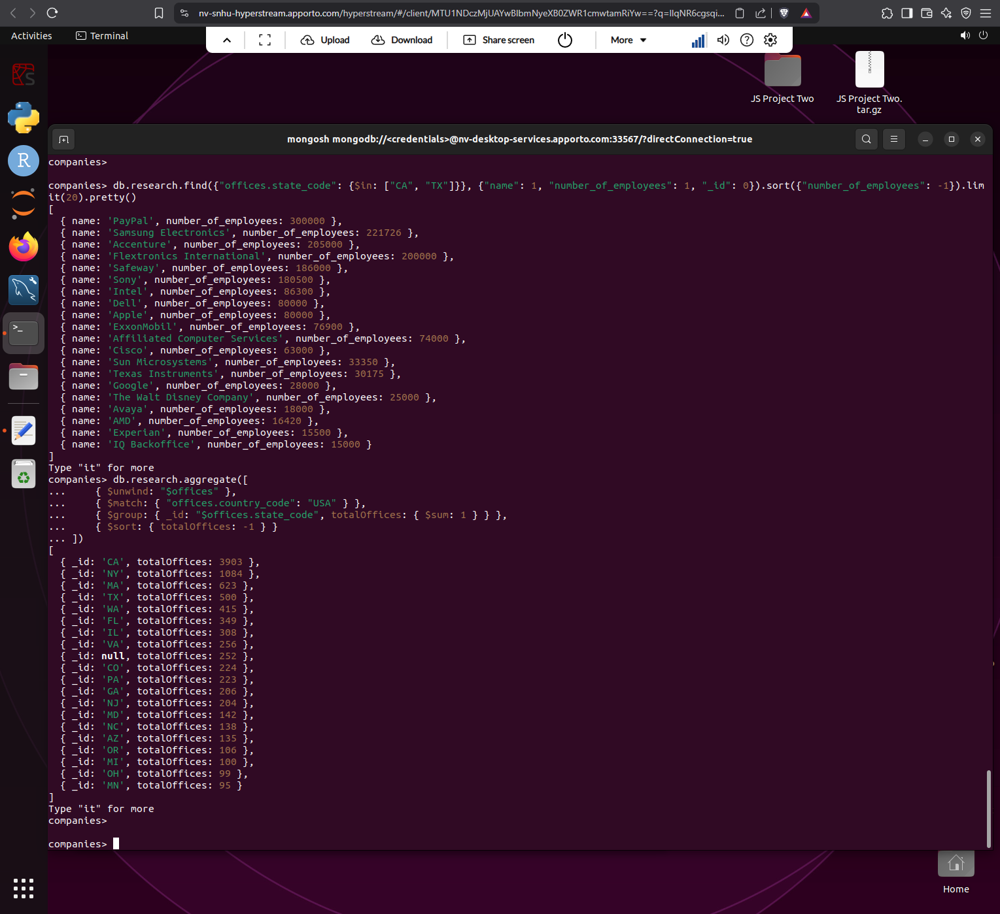 nv-snhu-hyperstream.apporto.com/hyperstream/#/client/MTU1NDczMjUAYwBlbmNyeXB0ZWR1cmwtamRiYw==?q=IlqNR6cgsqi...
Activities
Terminal
Upload
Download
Share screen
More
JS Project Two
JS Project Two.
tar.gz
mongosh mongodb://<credentials>@nv-desktop-services.apporto.com:33567/?directConnection=true
companies>
companies> db.research.find({"offices.state_code": {$in: ["CA", "TX"]}}, {"name": 1, "number_of_employees": 1, "_id": 0}).sort({"number_of_employees": -1}).lim
it(20).pretty()
[
  { name: 'PayPal', number_of_employees: 300000 },
  { name: 'Samsung Electronics', number_of_employees: 221726 },
  { name: 'Accenture', number_of_employees: 205000 },
  { name: 'Flextronics International', number_of_employees: 200000 },
  { name: 'Safeway', number_of_employees: 186000 },
  { name: 'Sony', number_of_employees: 180500 },
  { name: 'Intel', number_of_employees: 86300 },
  { name: 'Dell', number_of_employees: 80000 },
  { name: 'Apple', number_of_employees: 80000 },
  { name: 'ExxonMobil', number_of_employees: 76900 },
  { name: 'Affiliated Computer Services', number_of_employees: 74000 },
  { name: 'Cisco', number_of_employees: 63000 },
  { name: 'Sun Microsystems', number_of_employees: 33350 },
  { name: 'Texas Instruments', number_of_employees: 30175 },
  { name: 'Google', number_of_employees: 28000 },
  { name: 'The Walt Disney Company', number_of_employees: 25000 },
  { name: 'Avaya', number_of_employees: 18000 },
  { name: 'AMD', number_of_employees: 16420 },
  { name: 'Experian', number_of_employees: 15500 },
  { name: 'IQ Backoffice', number_of_employees: 15000 }
]
Type "it" for more
companies> db.research.aggregate([
...     { $unwind: "$offices" },
...     { $match: { "offices.country_code": "USA" } },
...     { $group: { _id: "$offices.state_code", totalOffices: { $sum: 1 } } },
...     { $sort: { totalOffices: -1 } }
... ])
[
  { _id: 'CA', totalOffices: 3903 },
  { _id: 'NY', totalOffices: 1084 },
  { _id: 'MA', totalOffices: 623 },
  { _id: 'TX', totalOffices: 500 },
  { _id: 'WA', totalOffices: 415 },
  { _id: 'FL', totalOffices: 349 },
  { _id: 'IL', totalOffices: 308 },
  { _id: 'VA', totalOffices: 256 },
  { _id: null, totalOffices: 252 },
  { _id: 'CO', totalOffices: 224 },
  { _id: 'PA', totalOffices: 223 },
  { _id: 'GA', totalOffices: 206 },
  { _id: 'NJ', totalOffices: 204 },
  { _id: 'MD', totalOffices: 142 },
  { _id: 'NC', totalOffices: 138 },
  { _id: 'AZ', totalOffices: 135 },
  { _id: 'OR', totalOffices: 106 },
  { _id: 'MI', totalOffices: 100 },
  { _id: 'OH', totalOffices: 99 },
  { _id: 'MN', totalOffices: 95 }
]
Type "it" for more
companies>
companies>
Home